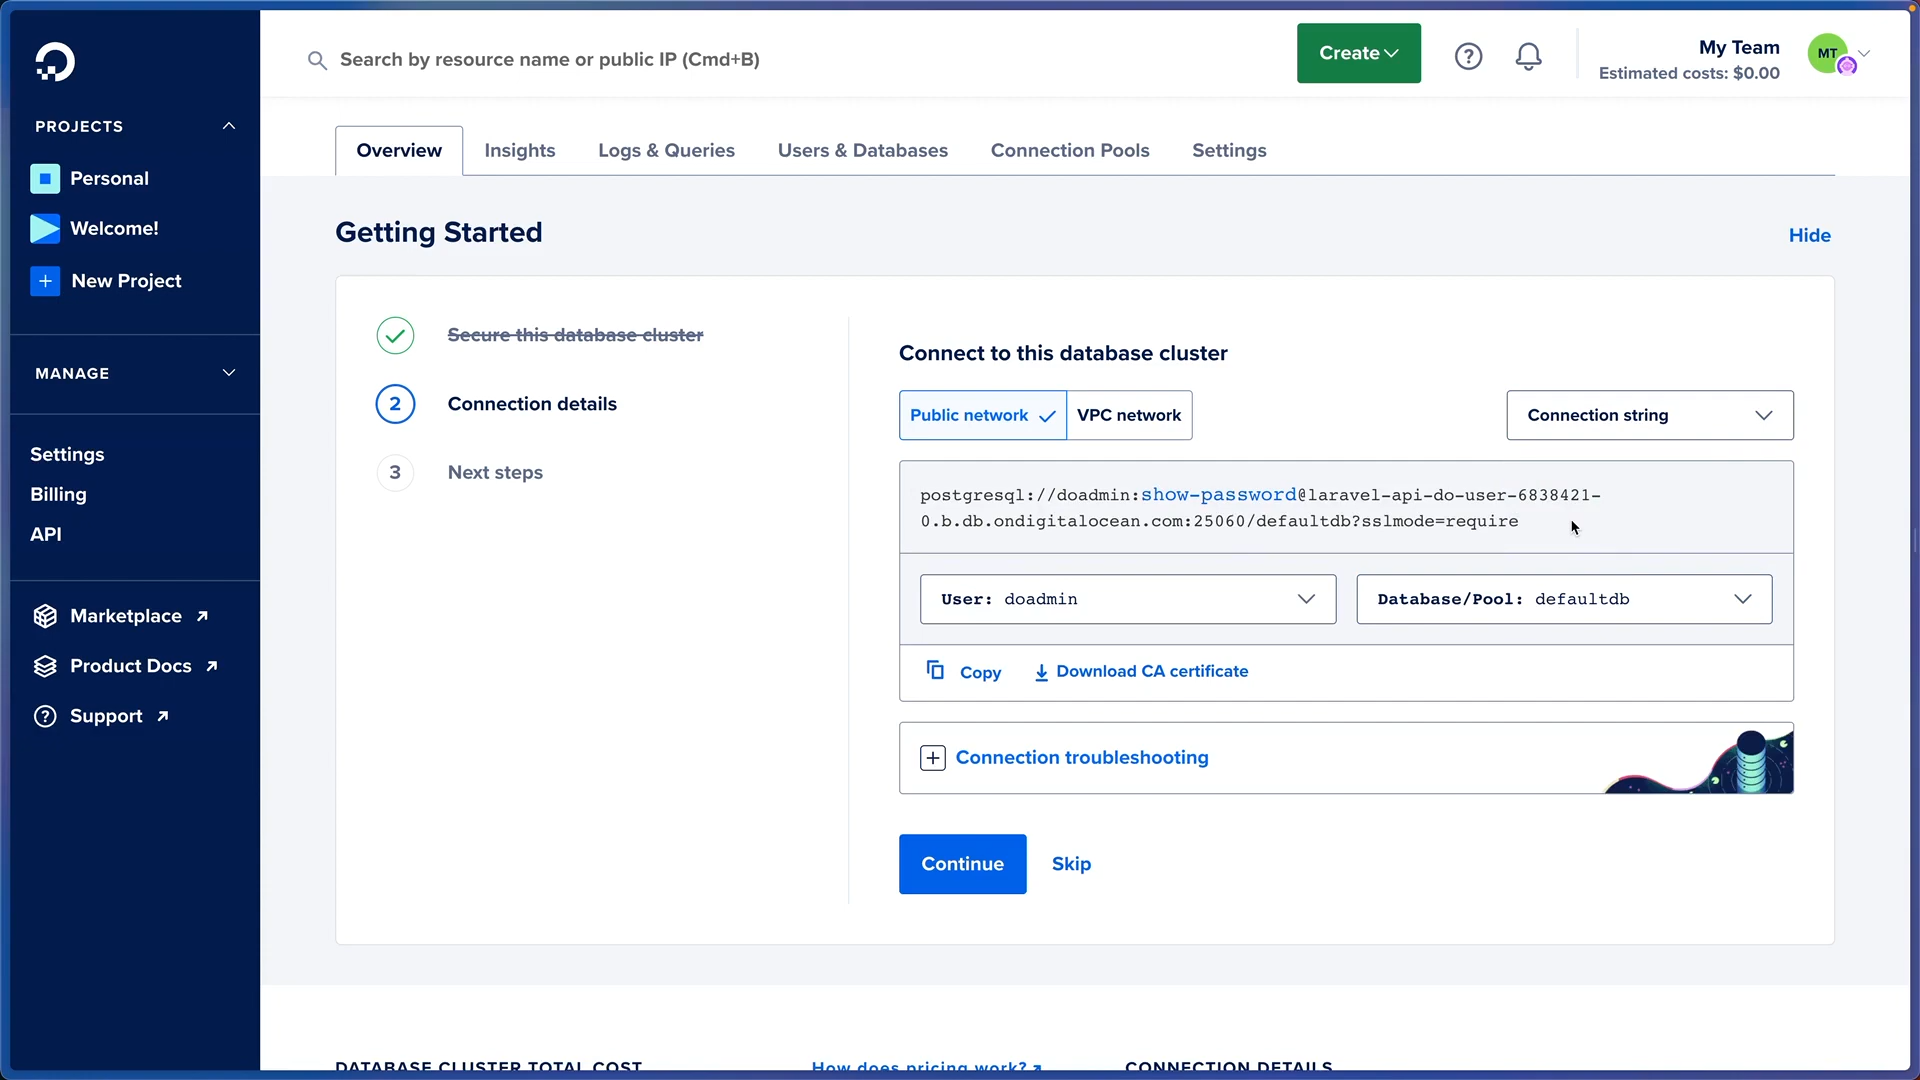 Search by resource name or public IP (Cmd+B)
Create
My Team
Estimated costs: $0.00
MT
PROJECTS
Personal
Welcome!
+ New Project
MANAGE
Settings
Billing
API
Marketplace
Product Docs
Support
Overview
Insights
Logs & Queries
Users & Databases
Connection Pools
Settings
Getting Started
Hide
Secure this database cluster
2 Connection details
3 Next steps
Connect to this database cluster
Public network
VPC network
Connection string
postgresql://doadmin:show-password@laravel-api-do-user-6838421-
0.b.db.ondigitalocean.com:25060/defaultdb?sslmode=require
User: doadmin
Database/Pool: defaultdb
Copy
Download CA certificate
Connection troubleshooting
Continue
Skip
DATABASE CLUSTER TOTAL COST
How does pricing work?
CONNECTION DETAILS